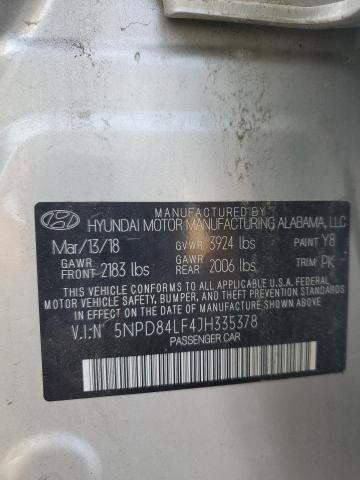 MANUFACTURED BY
HYUNDAI MOTOR MANUFACTURING ALABAMA, LLC
Mar/13/18 GVWR 3924 lbs PAINT Y8
GAWR FRONT 2183 lbs GAWR REAR 2006 lbs TRIM PK
THIS VEHICLE CONFORMS TO ALL APPLICABLE FEDERAL
MOTOR VEHICLE SAFETY, BUMPER, AND THEFT
STANDARDS IN EFFECT ON THE DATE OF MANUFACTURE
SHOWN ABOVE.
V.I:N 5NPD84LF4JH335378
PASSENGER CAR